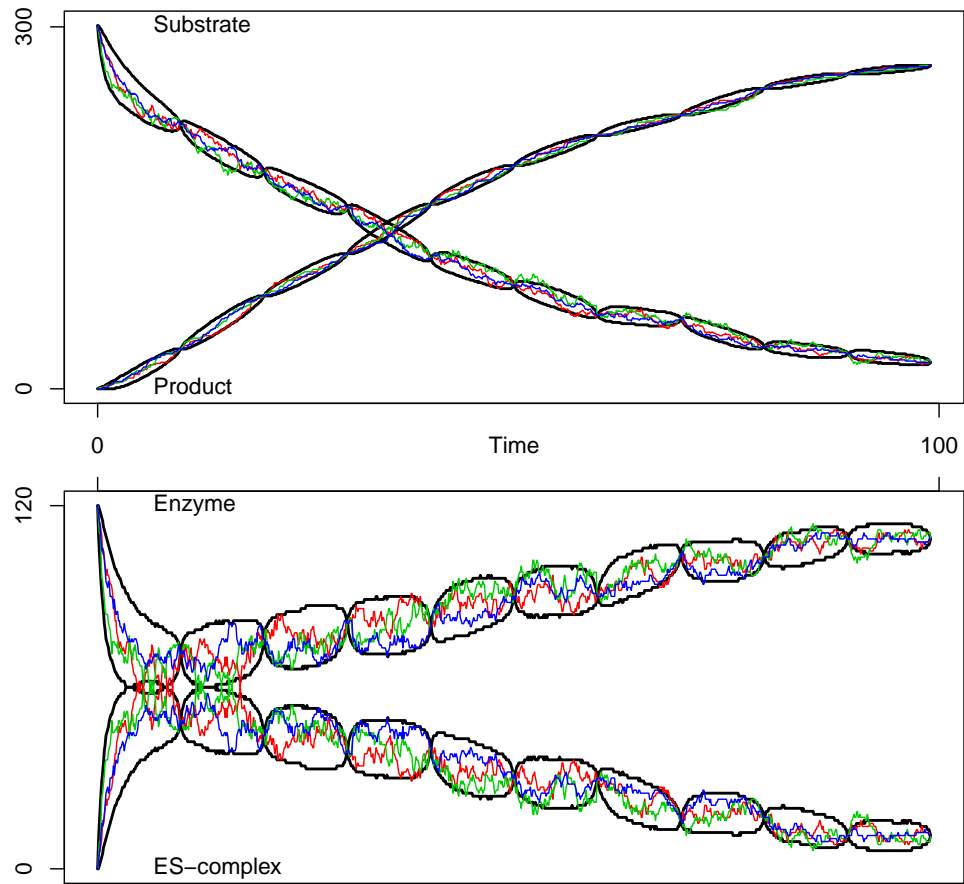 300
Substrate
0
Product
0
Time
100
120
Enzyme
0
ES−complex